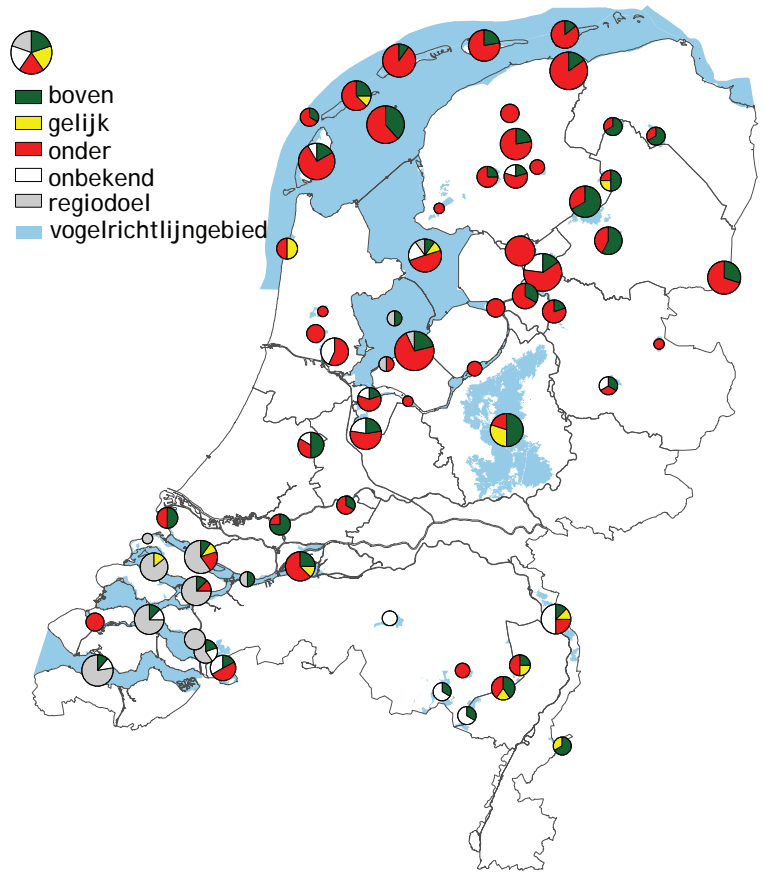 boven
gelijk
onder
onbekend
regiodoel
vogelrichtlijngebied